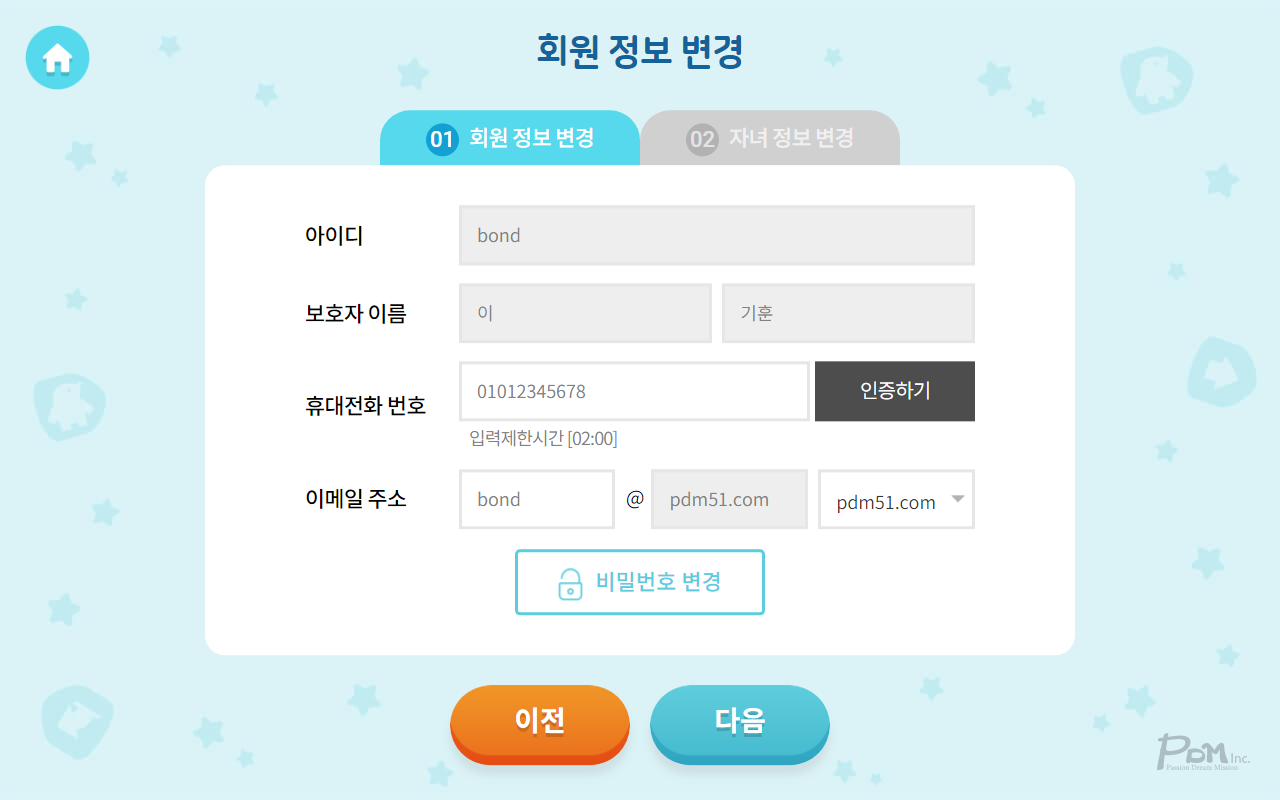 회원 정보 변경
01 회원 정보 변경
02 자녀 정보 변경
아이디
bond
보호자 이름
이
기훈
휴대전화 번호
01012345678
인증하기
입력제한시간 [02:00]
이메일 주소
bond
@
pdm51.com
pdm51.com
비밀번호 변경
이전
다음
PDM Inc.
Passion Dream Mission